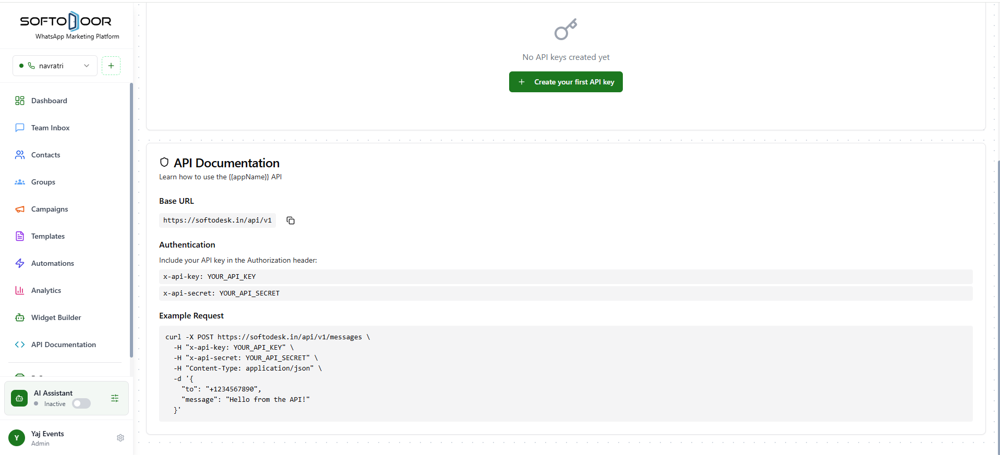 SOFTODOOR
WhatsApp Marketing Platform
navratri
Dashboard
Team Inbox
Contacts
Groups
Campaigns
Templates
Automations
Analytics
Widget Builder
API Documentation
AI Assistant
Inactive
Y
Yaj Events
Admin
No API keys created yet
+ Create your first API key
API Documentation
Learn how to use the {{appName}} API
Base URL
https://softodesk.in/api/v1
Authentication
Include your API key in the Authorization header:
x-api-key: YOUR_API_KEY
x-api-secret: YOUR_API_SECRET
Example Request
curl -X POST https://softodesk.in/api/v1/messages \
-H "x-api-key: YOUR_API_KEY" \
-H "x-api-secret: YOUR_API_SECRET" \
-H "Content-Type: application/json" \
-d '{
"to": "+1234567890",
"message": "Hello from the API!"
}'